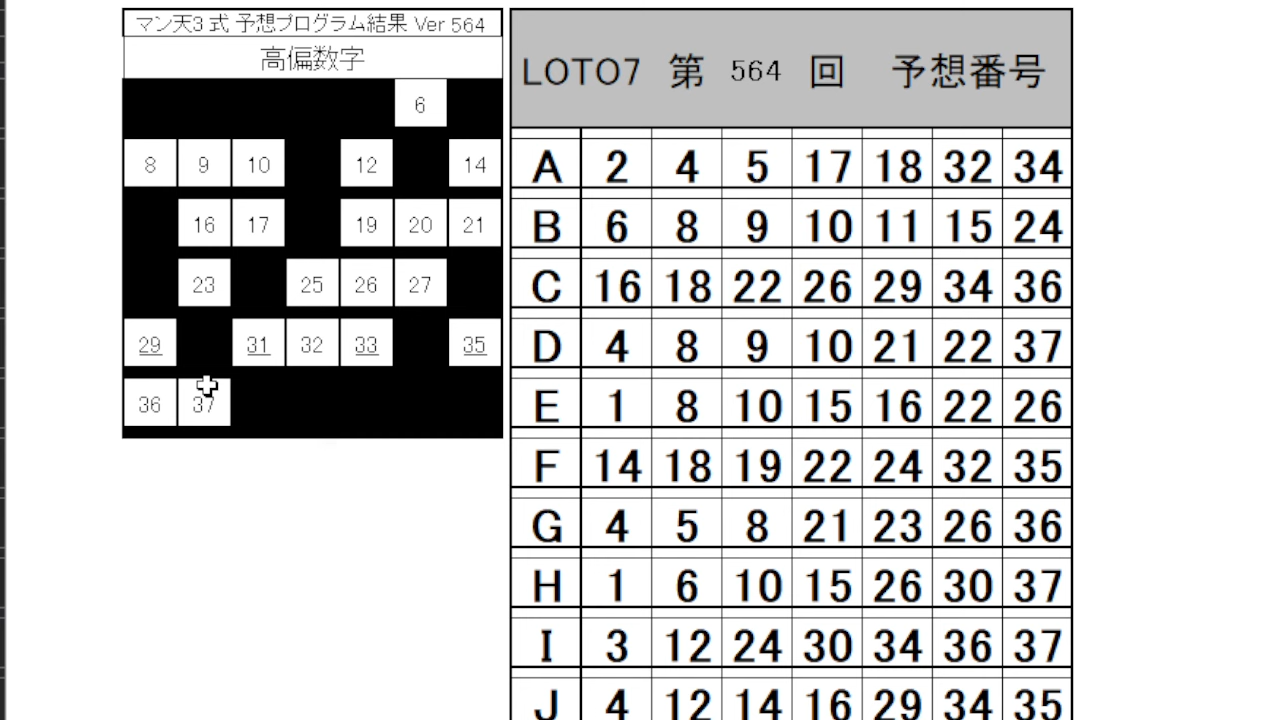 マン天3 式 予想プログラム結果 Ver 564
高偏数字
6
8 9 10 12 14
16 17 19 20 21
23 25 26 27
29 31 32 33 35
36 37
LOTO7 第 564 回 予想番号
A 2 4 5 17 18 32 34
B 6 8 9 10 11 15 24
C 16 18 22 26 29 34 36
D 4 8 9 10 21 22 37
E 1 8 10 15 16 22 26
F 14 18 19 22 24 32 35
G 4 5 8 21 23 26 36
H 1 6 10 15 26 30 37
I 3 12 24 30 34 36 37
J 4 12 14 16 29 34 35